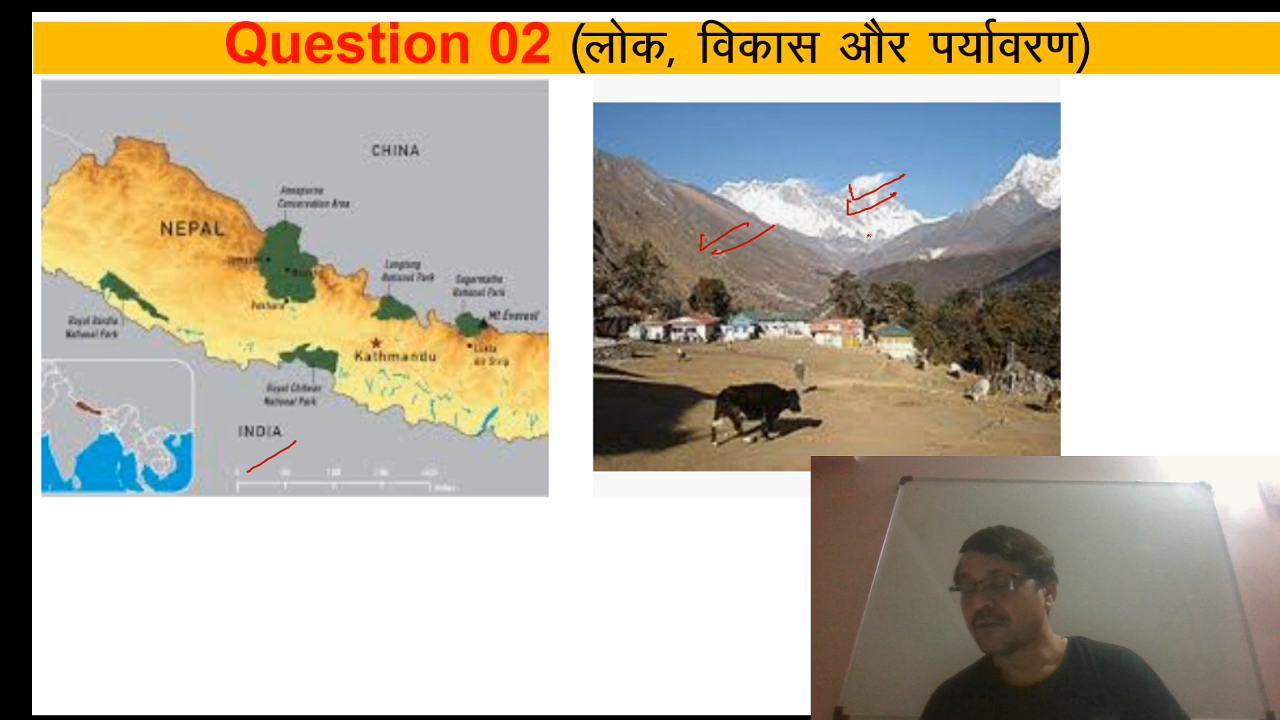 Question 02 (लोक, विकास और पर्यावरण)
CHINA
Annapurna
Conservation Area
NEPAL
Langtang
National Park
Sagarmatha
National Park
Mt Everest
Pokhara
Royal Bardia
National Park
Kathmandu
Lukla
Air Strip
Royal Chitwan
National Park
INDIA